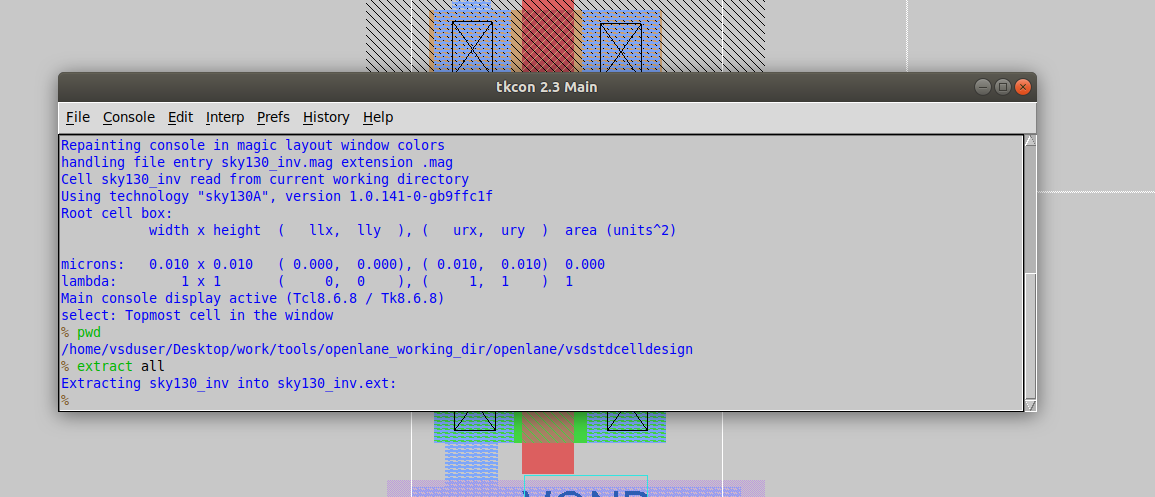 tkcon 2.3 Main
File Console Edit Interp Prefs History Help
Repainting console in magic layout window colors
handling file entry sky130_inv.mag extension .mag
Cell sky130_inv read from current working directory
Using technology "sky130A", version 1.0.141-0-gb9ffc1f
Root cell box:
width x height ( llx, lly ), ( urx, ury ) area (units^2)
microns: 0.010 x 0.010 ( 0.000, 0.000), ( 0.010, 0.010) 0.000
lambda: 1 x 1 ( 0, 0 ), ( 1, 1 ) 1
Main console display active (Tcl8.6.8 / Tk8.6.8)
select: Topmost cell in the window
% pwd
/home/vsduser/Desktop/work/tools/openlane_working_dir/openlane/vsdstdcelldesign
% extract all
Extracting sky130_inv into sky130_inv.ext:
%